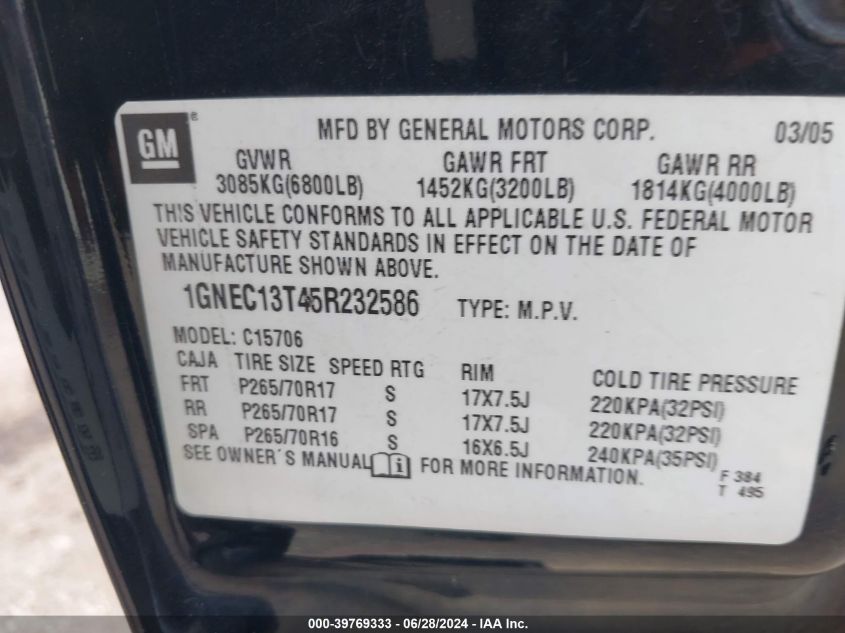 GM ®
MFD BY GENERAL MOTORS CORP. 03/05
GVWR GAWR FRT GAWR RR
3085KG(6800LB) 1452KG(3200LB) 1814KG(4000LB)
THIS VEHICLE CONFORMS TO ALL APPLICABLE U.S. FEDERAL MOTOR
VEHICLE SAFETY STANDARDS IN EFFECT ON THE DATE OF
MANUFACTURE SHOWN ABOVE.
1GNEC13T45R232586 TYPE: M.P.V.
MODEL: C15706
CAJA TIRE SIZE SPEED RTG RIM COLD TIRE PRESSURE
FRT P265/70R17 S 17X7.5J 220KPA(32PSI)
RR P265/70R17 S 17X7.5J 220KPA(32PSI)
SPA P265/70R16 S 16X6.5J 240KPA(35PSI)
SEE OWNER'S MANUAL i FOR MORE INFORMATION.
F 384
T 495
000-39769333 / 06/28/2024 - IAA Inc.